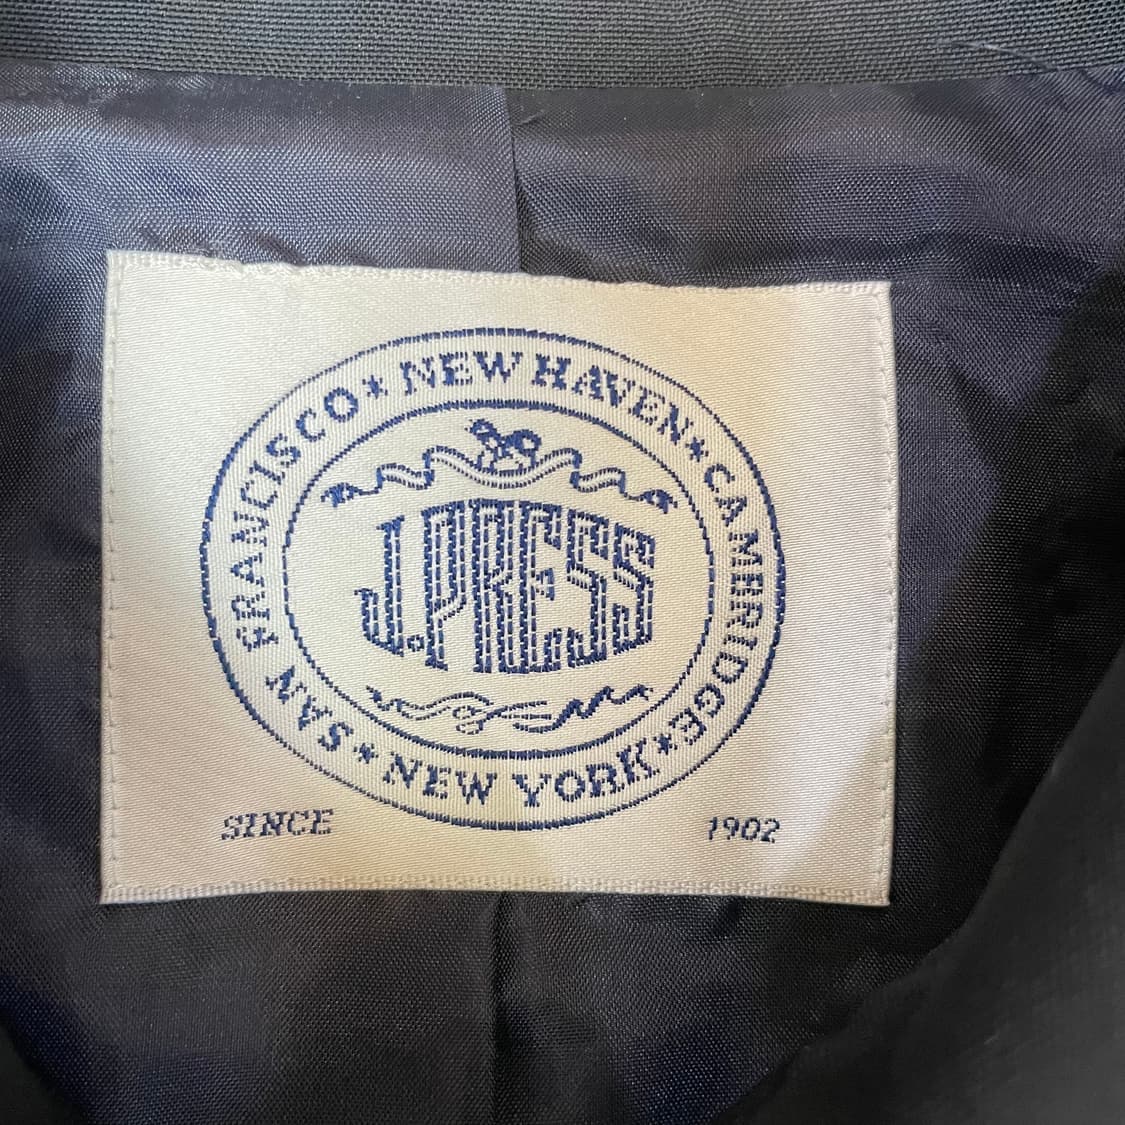 NEW HAVEN * CAMBRIDGE * NEW YORK * SAN FRANCISCO *
J.PRESS
SINCE 1902